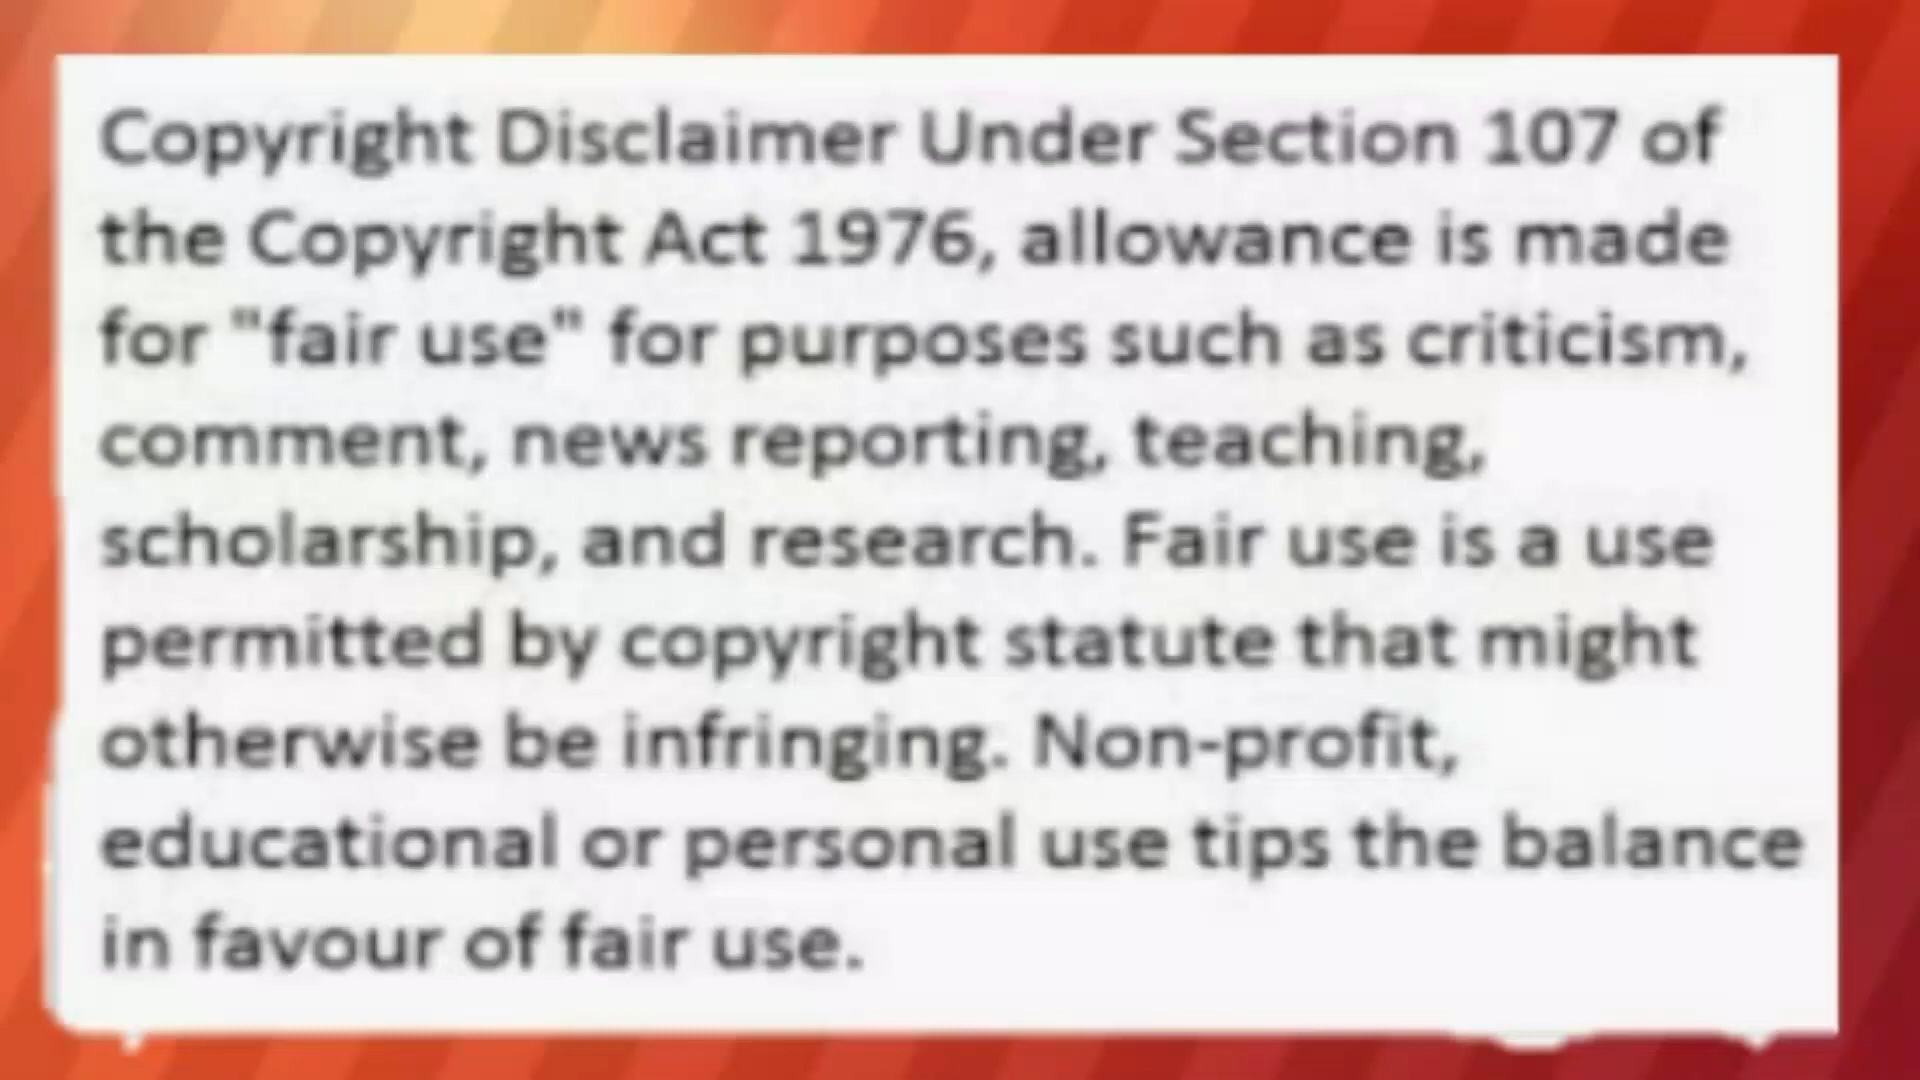 Copyright Disclaimer Under Section 107 of
the Copyright Act 1976, allowance is made
for "fair use" for purposes such as criticism,
comment, news reporting, teaching,
scholarship, and research. Fair use is a use
permitted by copyright statute that might
otherwise be infringing. Non-profit,
educational or personal use tips the balance
in favour of fair use.